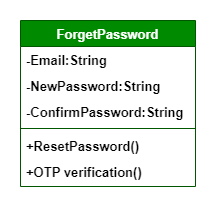 ForgetPassword
-Email:String
-NewPassword:String
-ConfirmPassword:String
+ResetPassword()
+OTP verification()